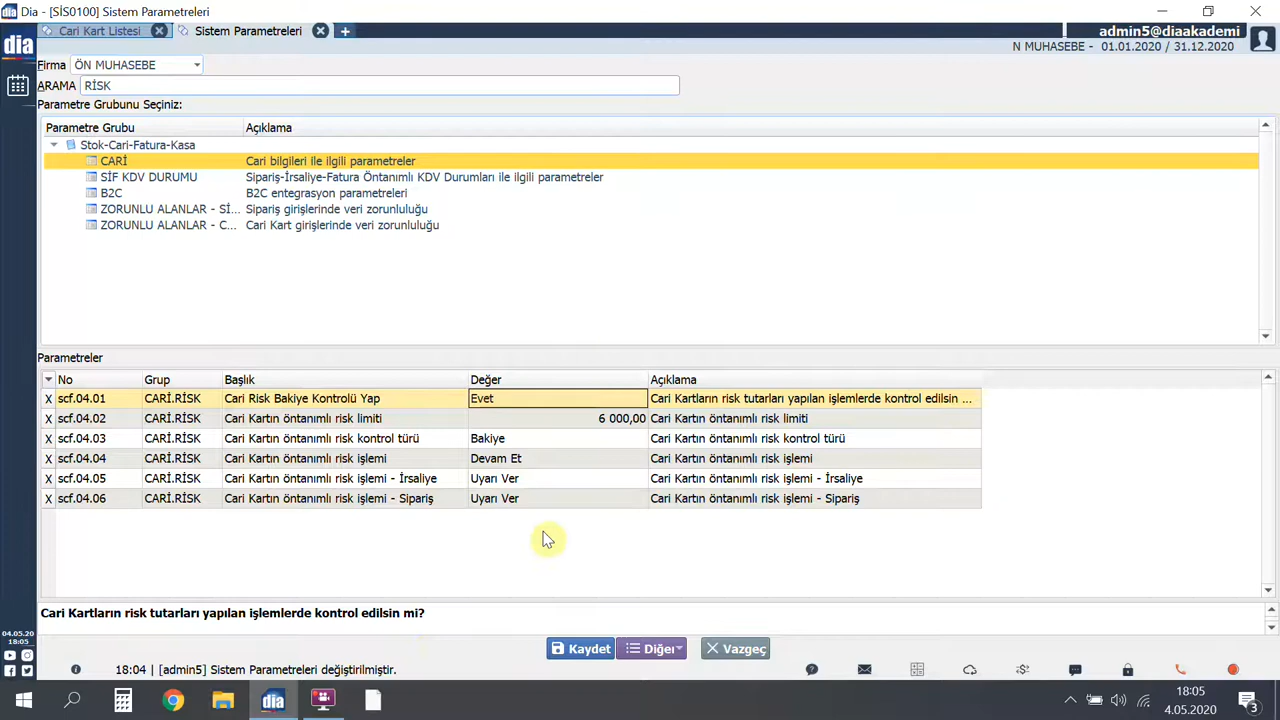 Dia - [SİS0100] Sistem Parametreleri
dia
Cari Kart Listesi
Sistem Parametreleri
admin5@diaakademi
N MUHASEBE - 01.01.2020 / 31.12.2020
Firma ÖN MUHASEBE
ARAMA RİSK
Parametre Grubunu Seçiniz:
Parametre Grubu Açıklama
Stok-Cari-Fatura-Kasa
CARİ Cari bilgileri ile ilgili parametreler
SİF KDV DURUMU Sipariş-İrsaliye-Fatura Öntanımlı KDV Durumları ile ilgili parametreler
B2C B2C entegrasyon parametreleri
ZORUNLU ALANLAR - Sİ... Sipariş girişlerinde veri zorunluluğu
ZORUNLU ALANLAR - C... Cari Kart girişlerinde veri zorunluluğu
Parametreler
No Grup Başlık Değer Açıklama
X scf.04.01 CARİ.RİSK Cari Risk Bakiye Kontrolü Yap Evet Cari Kartların risk tutarları yapılan işlemlerde kontrol edilsin ...
X scf.04.02 CARİ.RİSK Cari Kartın öntanımlı risk limiti 6 000,00 Cari Kartın öntanımlı risk limiti
X scf.04.03 CARİ.RİSK Cari Kartın öntanımlı risk kontrol türü Bakiye Cari Kartın öntanımlı risk kontrol türü
X scf.04.04 CARİ.RİSK Cari Kartın öntanımlı risk işlemi Devam Et Cari Kartın öntanımlı risk işlemi
X scf.04.05 CARİ.RİSK Cari Kartın öntanımlı risk işlemi - İrsaliye Uyarı Ver Cari Kartın öntanımlı risk işlemi - İrsaliye
X scf.04.06 CARİ.RİSK Cari Kartın öntanımlı risk işlemi - Sipariş Uyarı Ver Cari Kartın öntanımlı risk işlemi - Sipariş
Cari Kartların risk tutarları yapılan işlemlerde kontrol edilsin mi?
Kaydet Diğer Vazgeç
04.05.20
18:05
18:04 | [admin5] Sistem Parametreleri değiştirilmiştir.
dia
18:05
4.05.2020
3